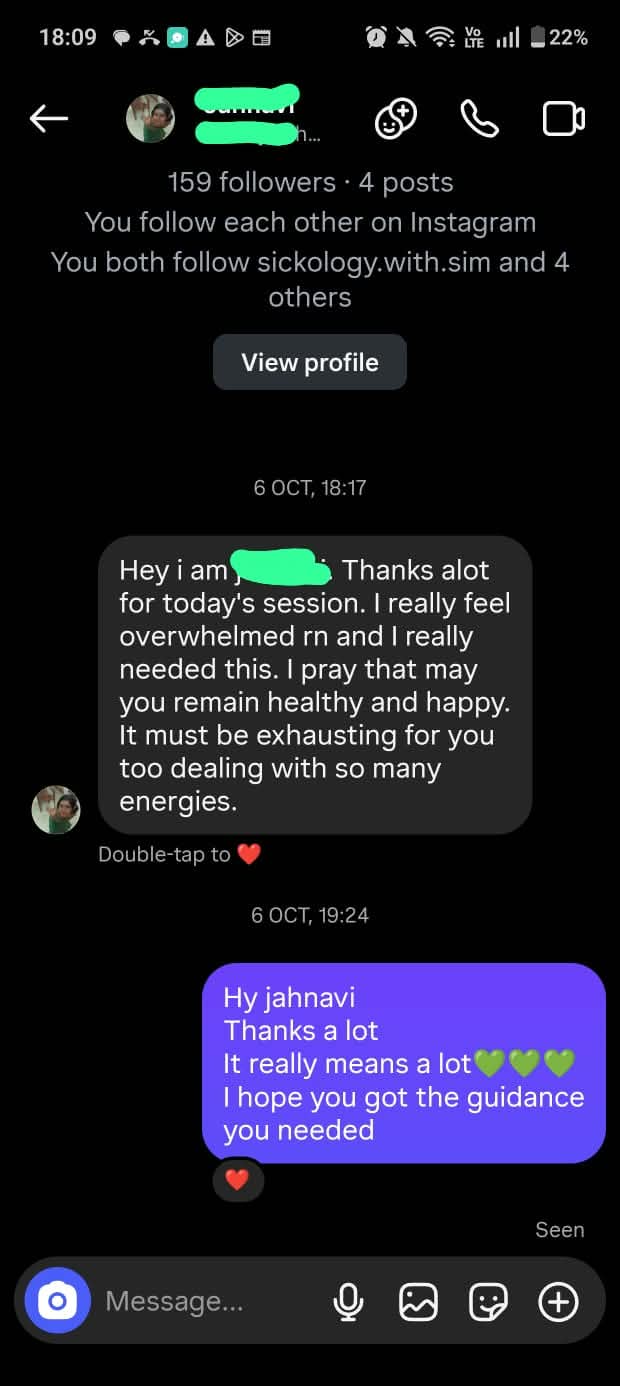 18:09
Vo
LTE
22%
h...
159 followers · 4 posts
You follow each other on Instagram
You both follow sickology.with.sim and 4
others
View profile
6 OCT, 18:17
Hey i am Thanks alot
for today's session. I really feel
overwhelmed rn and I really
needed this. I pray that may
you remain healthy and happy.
It must be exhausting for you
too dealing with so many
energies.
Double-tap to ❤️
6 OCT, 19:24
Hy jahnavi
Thanks a lot
It really means a lot💚💚💚
I hope you got the guidance
you needed
❤️
Seen
Message...